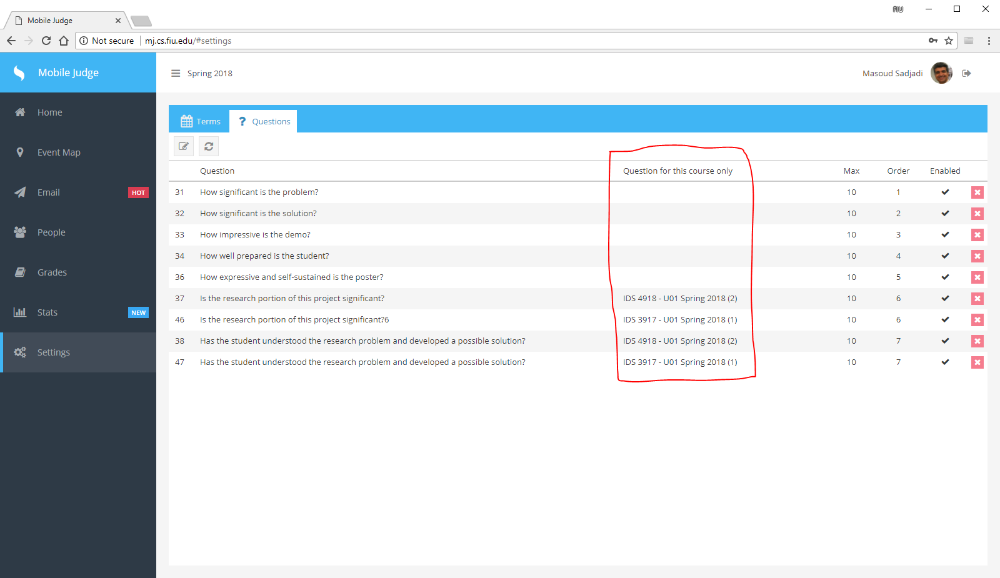 Mobile Judge
FIU
Not secure mj.cs.fiu.edu/#settings
Mobile Judge
Spring 2018
Masoud Sadjadi
Home
Event Map
Email HOT
People
Grades
Stats NEW
Settings
Terms
? Questions
Question Question for this course only Max Order Enabled
31 How significant is the problem? 10 1
32 How significant is the solution? 10 2
33 How impressive is the demo? 10 3
34 How well prepared is the student? 10 4
36 How expressive and self-sustained is the poster? 10 5
37 Is the research portion of this project significant? IDS 4918 - U01 Spring 2018 (2) 10 6
46 Is the research portion of this project significant?6 IDS 3917 - U01 Spring 2018 (1) 10 6
38 Has the student understood the research problem and developed a possible solution? IDS 4918 - U01 Spring 2018 (2) 10 7
47 Has the student understood the research problem and developed a possible solution? IDS 3917 - U01 Spring 2018 (1) 10 7